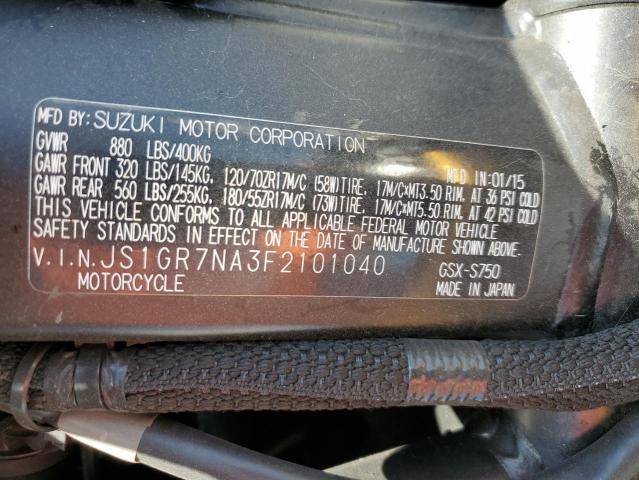 MFD BY: SUZUKI MOTOR CORPORATION
GVWR 880 LBS/400KG MFD IN:01/15
GAWR FRONT 320 LBS/145KG, 120/70ZR17M/C (58W)TIRE, 17M/C×MT3.50 RIM, AT 36 PSI COLD
GAWR REAR 560 LBS/255KG, 180/55ZR17M/C (73W)TIRE, 17M/C×MT5.50 RIM, AT 42 PSI COLD
THIS VEHICLE CONFORMS TO ALL APPLICABLE FEDERAL MOTOR VEHICLE
SAFETY STANDARDS IN EFFECT ON THE DATE OF MANUFACTURE SHOWN ABOVE.
V.I.N.JS1GR7NA3F2101040 GSX-S750
MOTORCYCLE MADE IN JAPAN